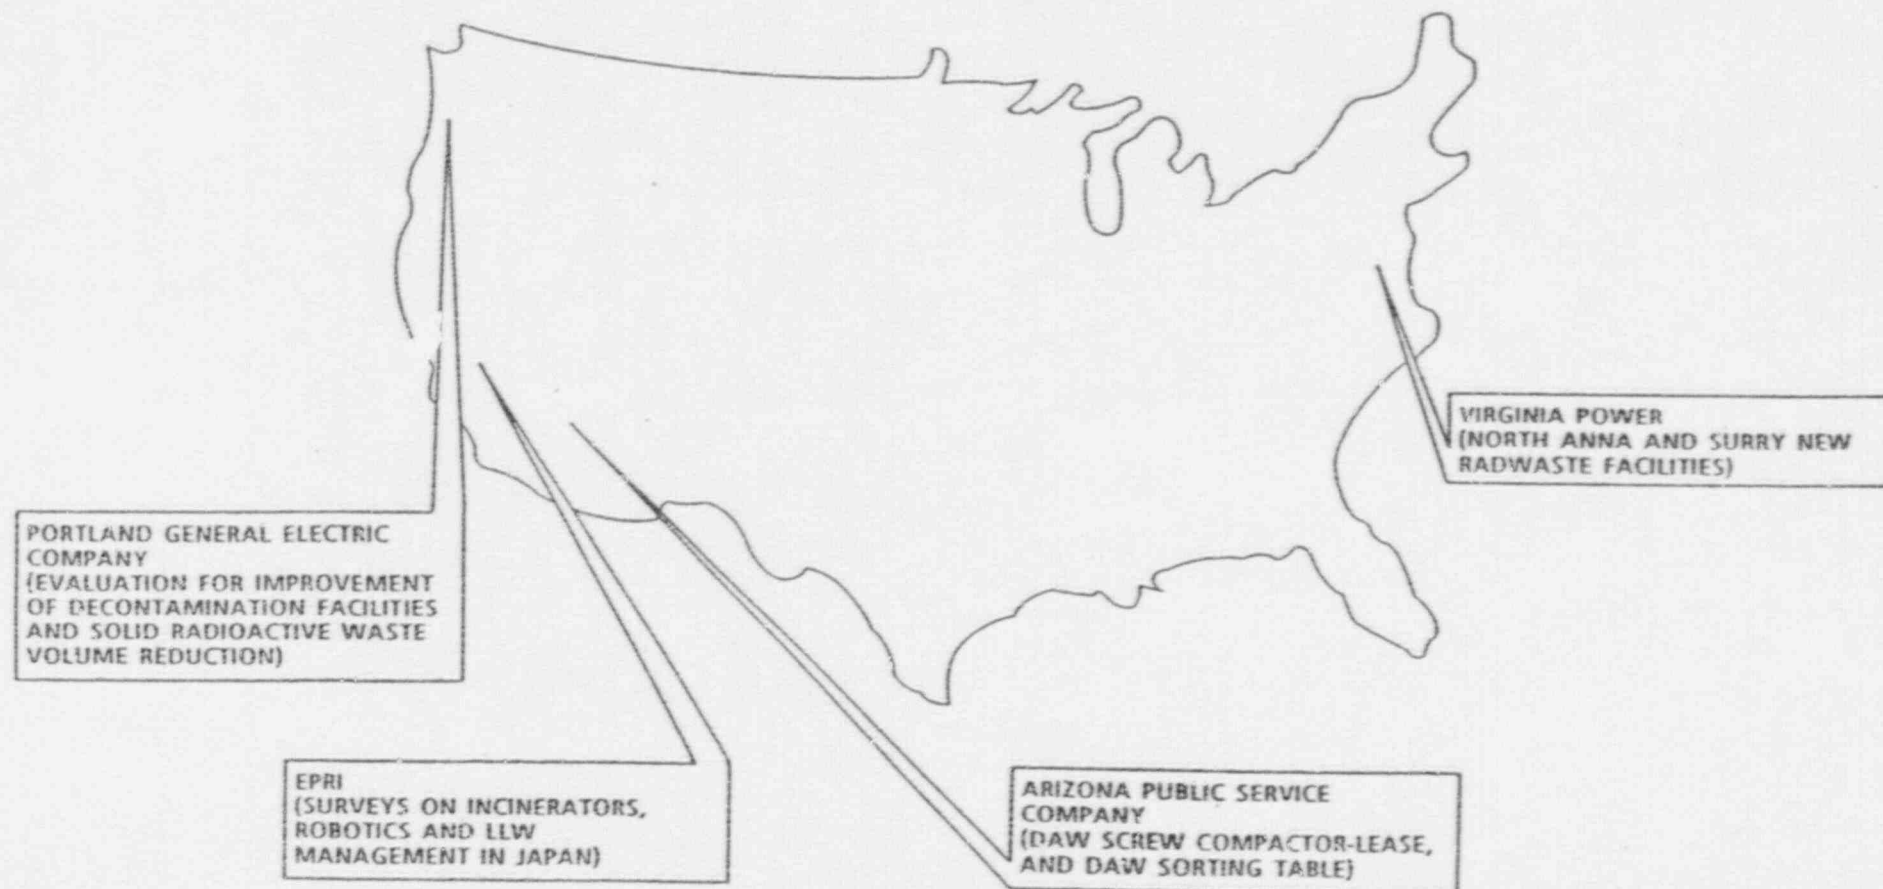 VIRGINIA POWER
(NORTH ANNA AND SURRY NEW
RADWASTE FACILITIES)
PORTLAND GENERAL ELECTRIC
COMPANY
(EVALUATION FOR IMPROVEMENT
OF DECONTAMINATION FACILITIES
AND SOLID RADIOACTIVE WASTE
VOLUME REDUCTION)
EPRI
(SURVEYS ON INCINERATORS,
ROBOTICS AND LLW
MANAGEMENT IN JAPAN)
ARIZONA PUBLIC SERVICE
COMPANY
(DAW SCREW COMPACTOR-LEASE,
AND DAW SORTING TABLE)